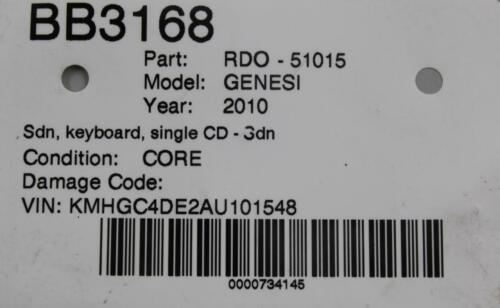 BB3168
Part: RDO - 51015
Model: GENESI
Year: 2010
Sdn, keyboard, single CD - 3dn
Condition: CORE
Damage Code:
VIN: KMHGC4DE2AU101548
0000734145